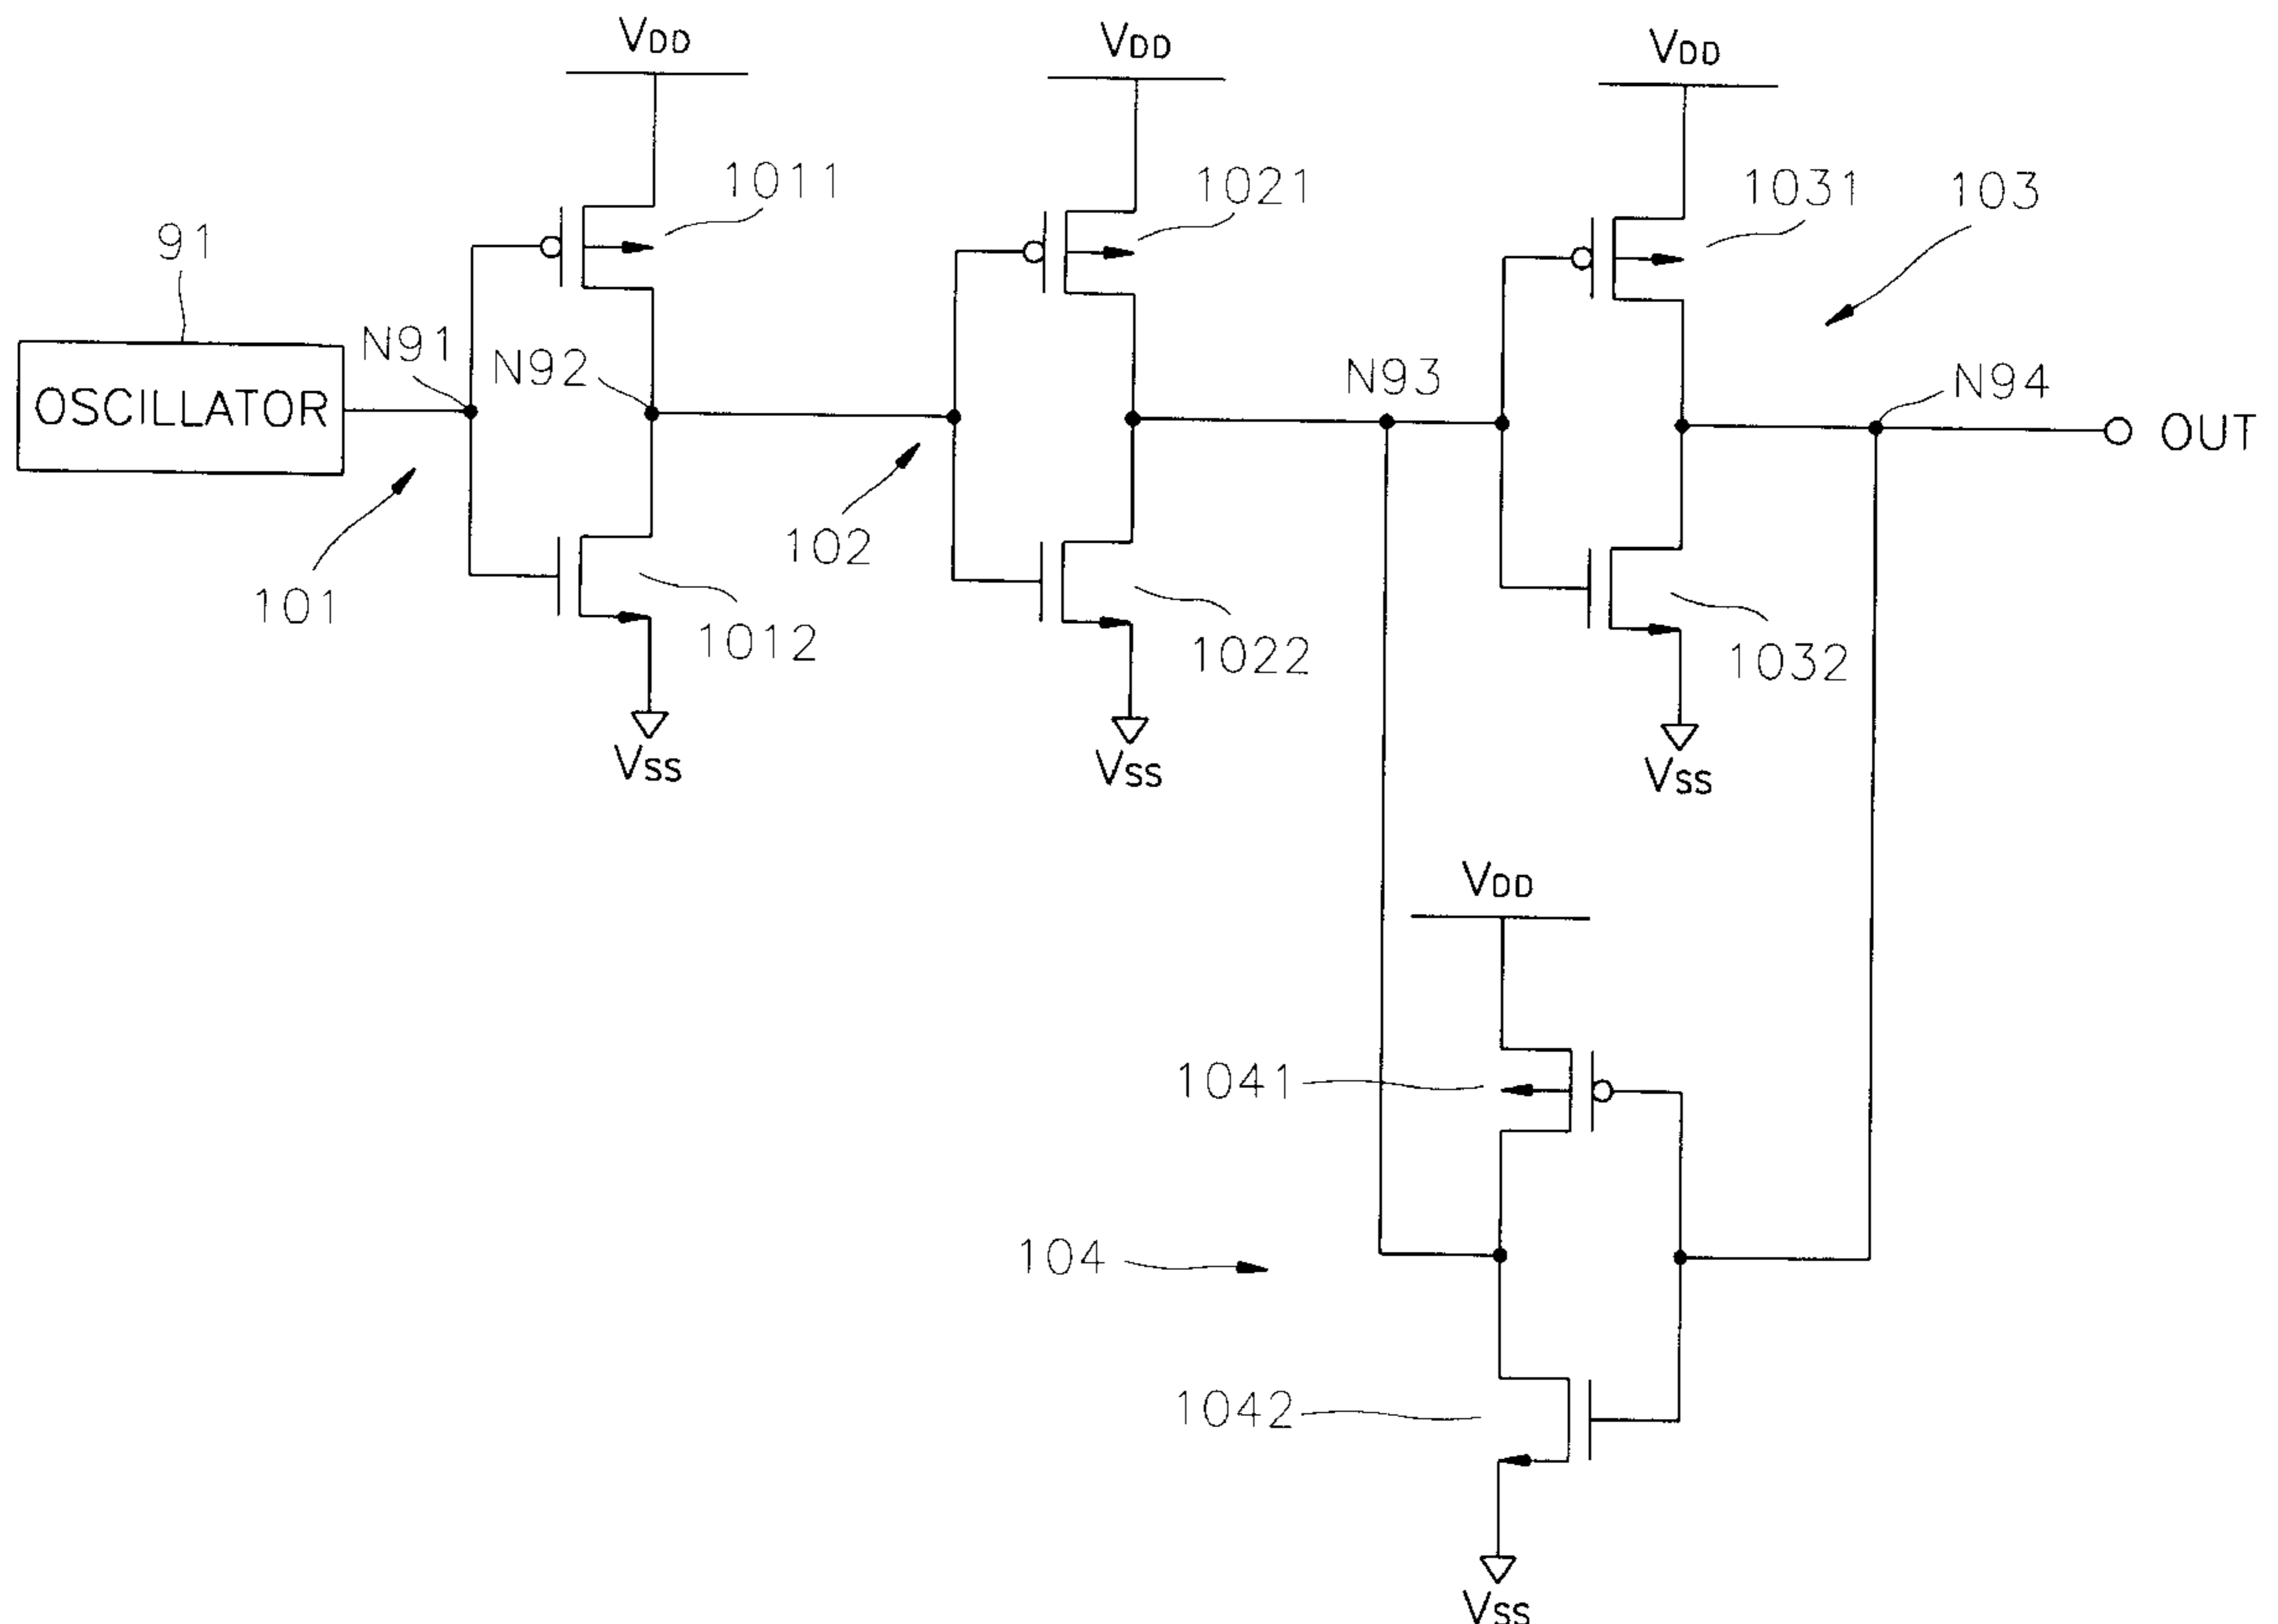 VDD
VDD
VDD
1011
1021
1031
103
91
N91
N92
N93
N94
OSCILLATOR
OUT
101
102
1012
1022
1032
VSS
VSS
VSS
VDD
1041
104
1042
VSS